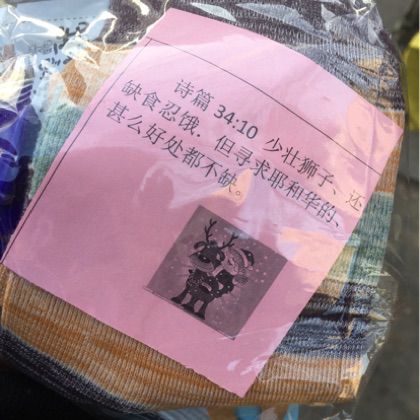 诗篇 34:10 少壮狮子、还
缺食忍饿．但寻求耶和华的、
甚么好处都不缺。